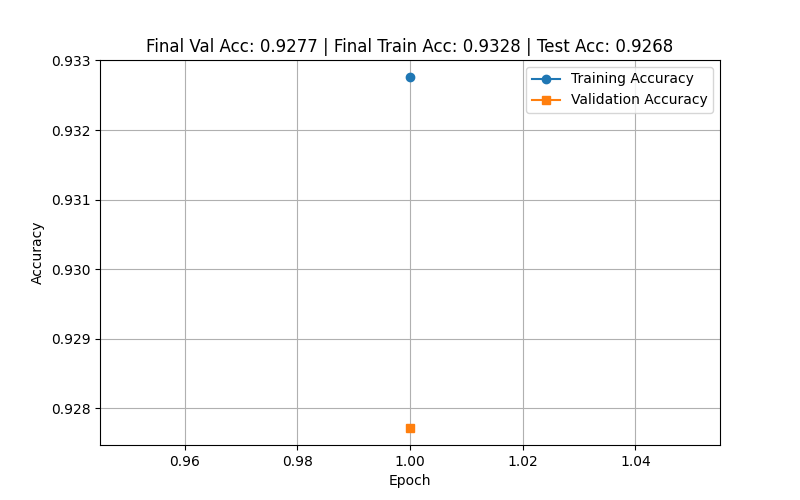 Final Val Acc: 0.9277 | Final Train Acc: 0.9328 | Test Acc: 0.9268
0.933
0.932
0.931
0.930
0.929
0.928
Accuracy
Training Accuracy
Validation Accuracy
0.96 0.98 1.00 1.02 1.04
Epoch